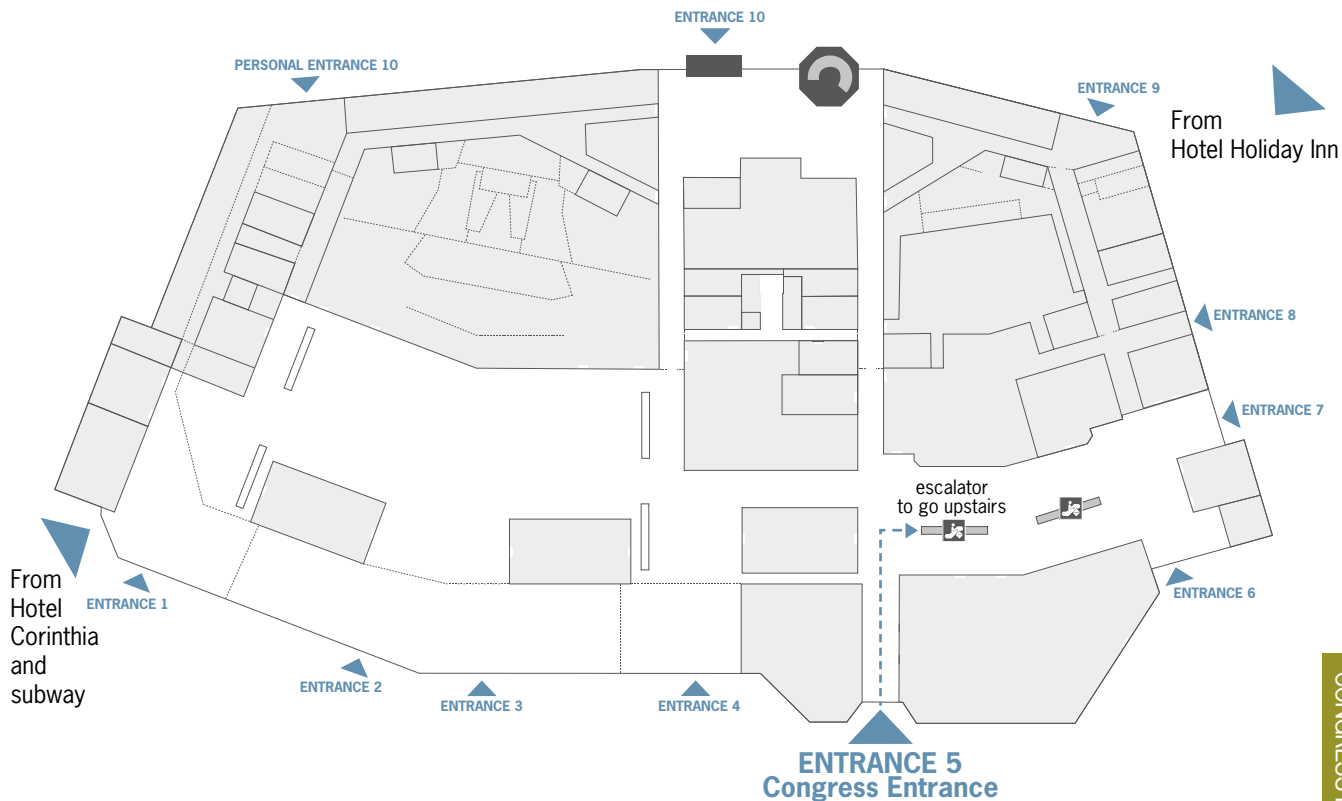 ENTRANCE 10
PERSONAL ENTRANCE 10
ENTRANCE 9
From
Hotel Holiday Inn
ENTRANCE 8
ENTRANCE 7
escalator
to go upstairs
From
Hotel
Corinthia
and
subway
ENTRANCE 1
ENTRANCE 6
ENTRANCE 2
ENTRANCE 3
ENTRANCE 4
ENTRANCE 5
Congress Entrance